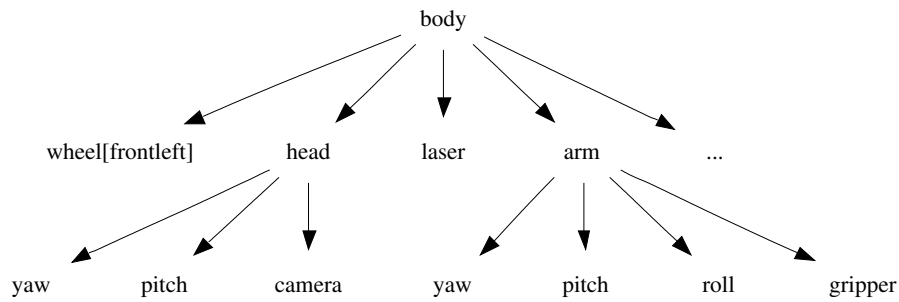 body
wheel[frontleft] head laser arm ...
yaw pitch camera yaw pitch roll gripper